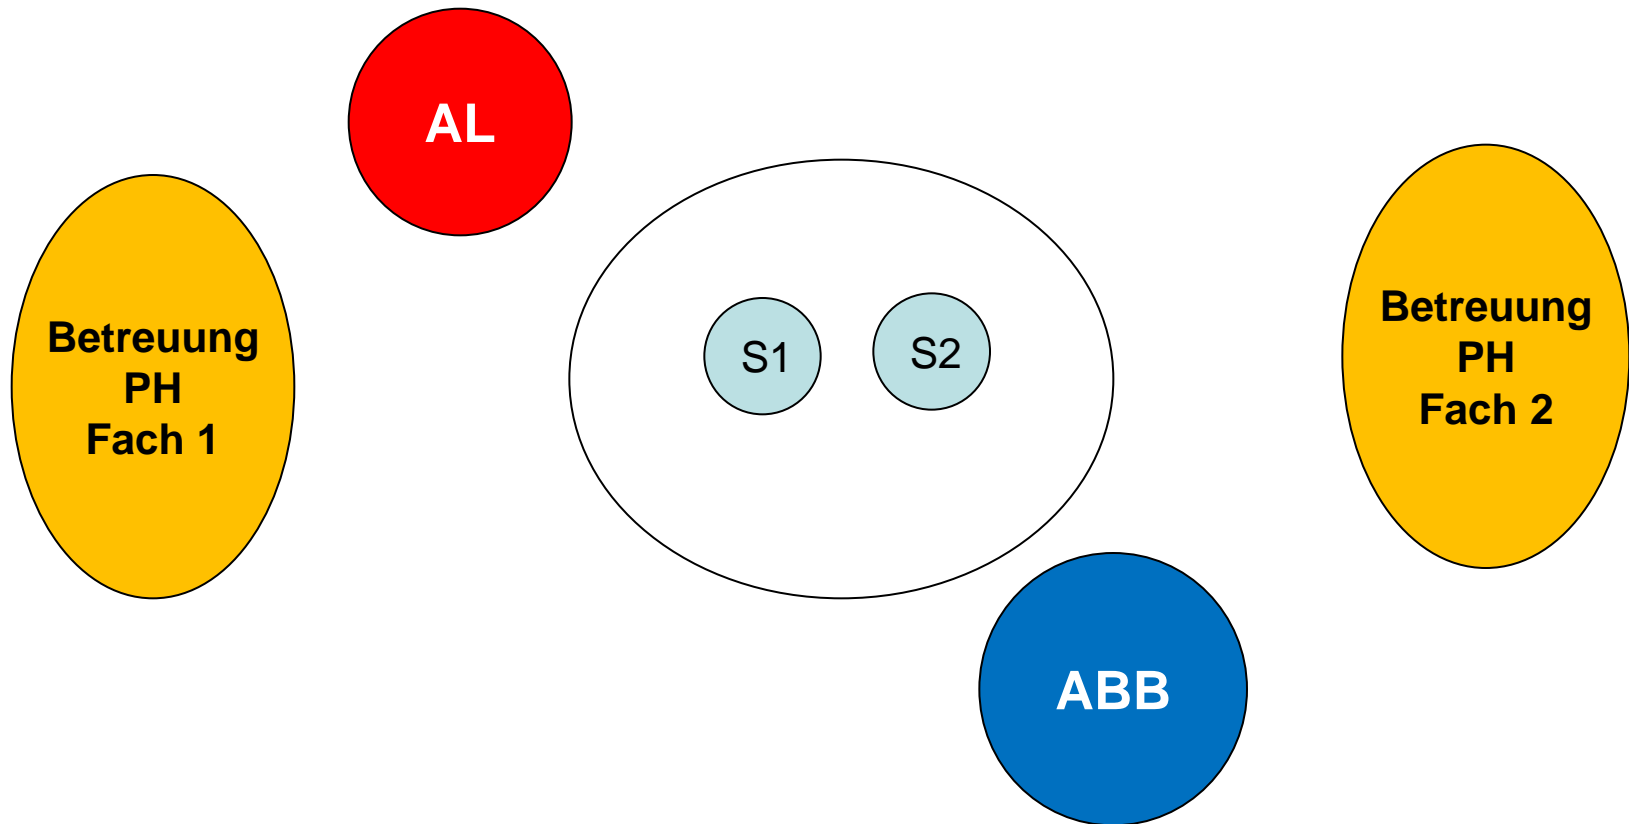 AL
Betreuung
PH
Fach 1
S1
S2
Betreuung
PH
Fach 2
ABB